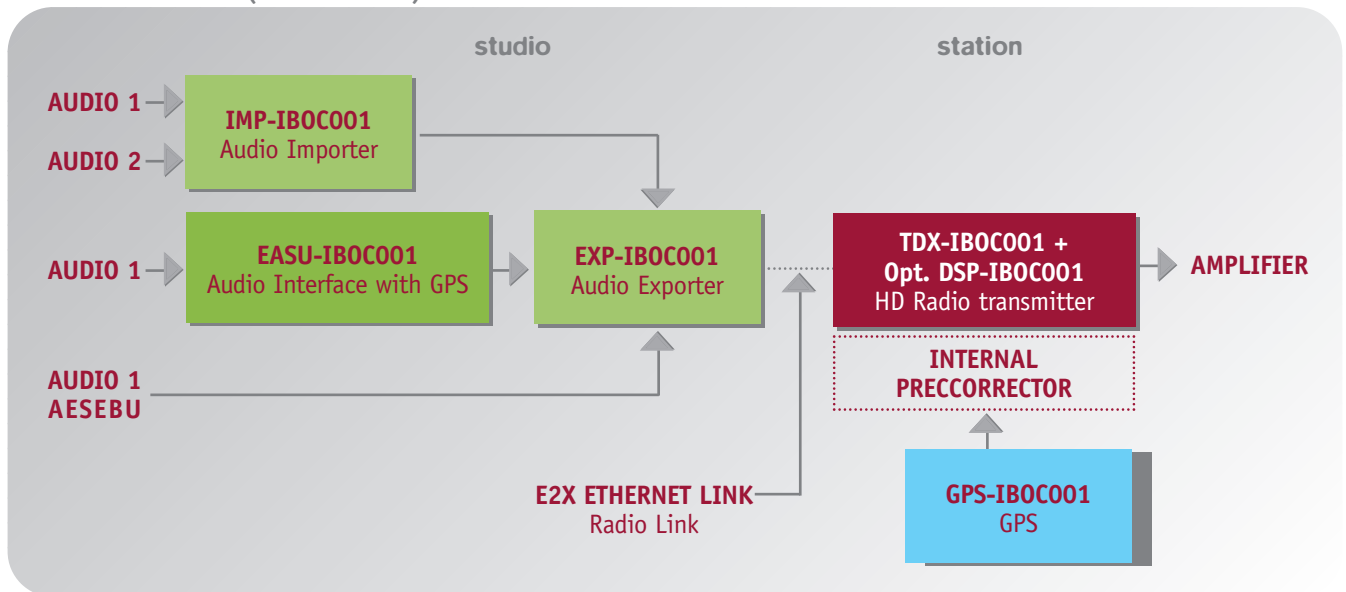 studio
station
AUDIO 1
AUDIO 2
IMP-IBOC001
Audio Importer
AUDIO 1
EASU-IBOC001
Audio Interface with GPS
EXP-IBOC001
Audio Exporter
TDX-IBOC001 +
Opt. DSP-IBOC001
HD Radio transmitter
AMPLIFIER
INTERNAL
PRECCORRECTOR
AUDIO 1
AESEBU
E2X ETHERNET LINK
Radio Link
GPS-IBOC001
GPS